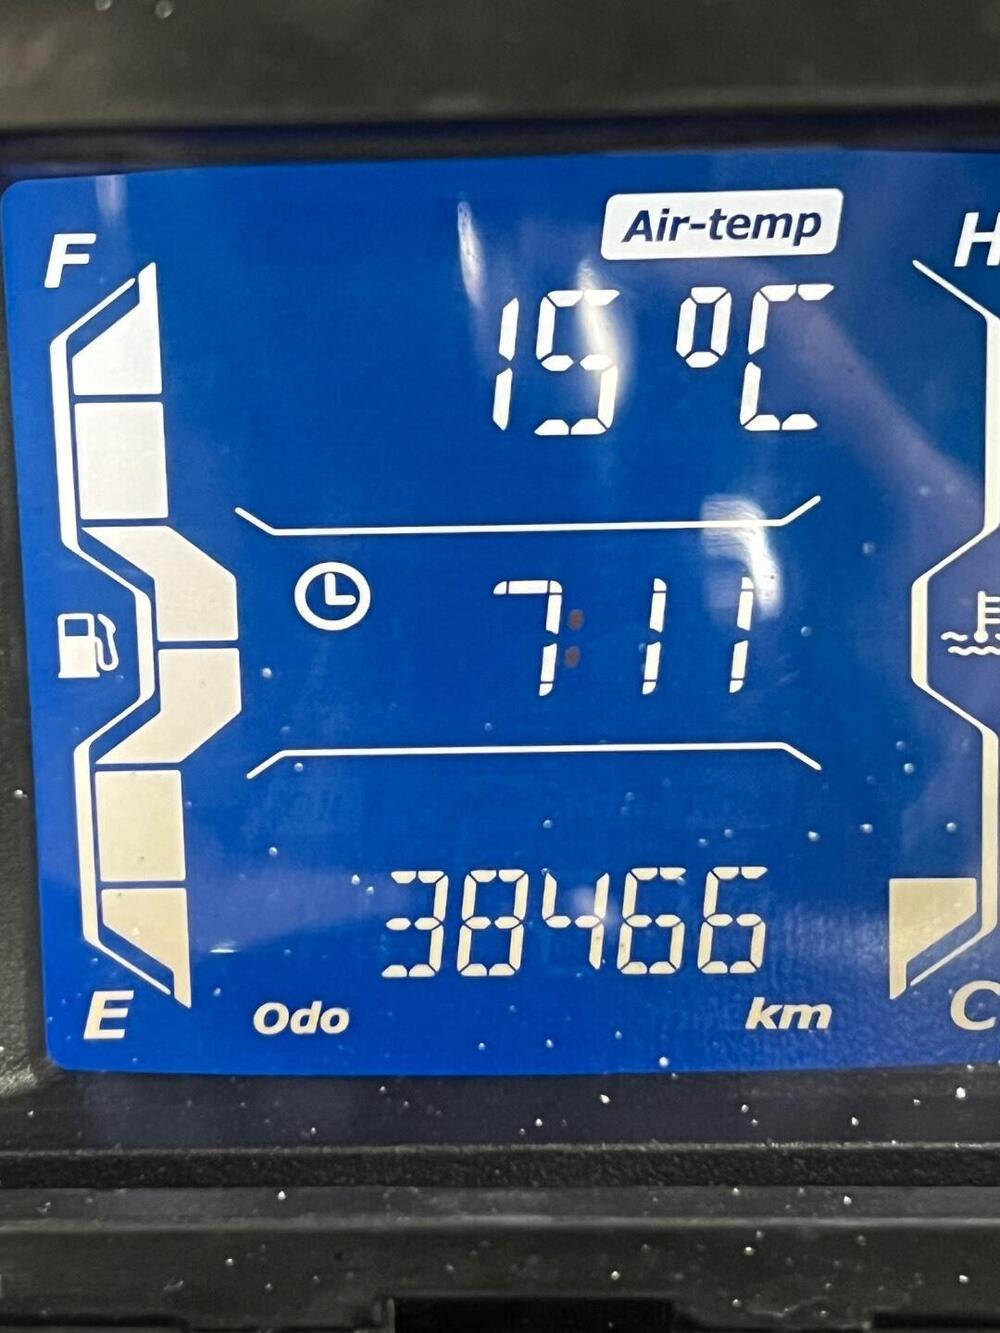 F
Air-temp
H
15 °C
7:11
38466
E
Odo
km
C